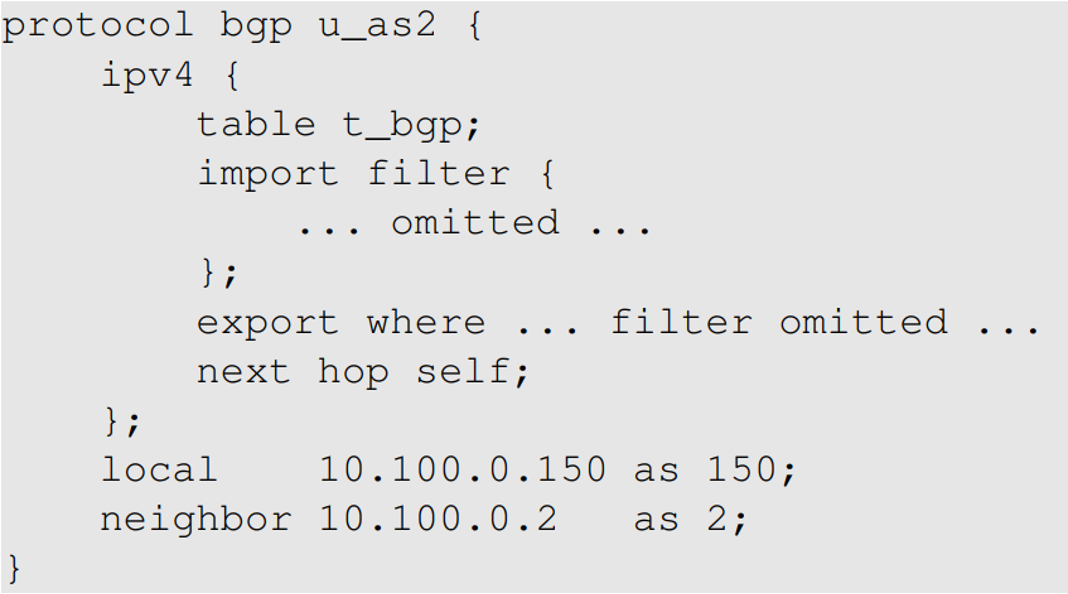 protocol bgp u_as2 {
    ipv4 {
        table t_bgp;
        import filter {
            ... omitted ...
        };
        export where ... filter omitted ...
        next hop self;
    };
    local    10.100.0.150 as 150;
    neighbor 10.100.0.2   as 2;
}